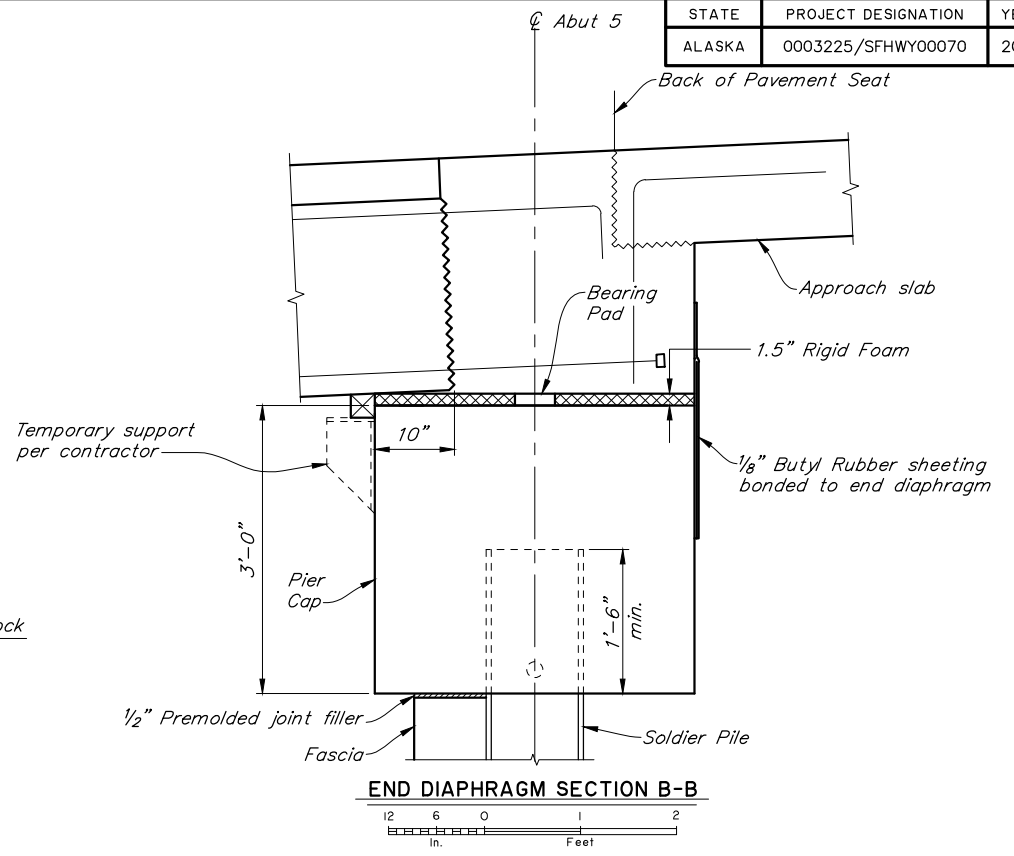 ℄ Abut 5
STATE PROJECT DESIGNATION
ALASKA 0003225/SFHWY00070
Back of Pavement Seat
Bearing
Pad
Approach slab
1.5" Rigid Foam
10"
Temporary support
per contractor
1/8" Butyl Rubber sheeting
bonded to end diaphragm
3'-0"
Pier
Cap
1'-6"
min.
1/2" Premolded joint filler
Fascia
Soldier Pile
END DIAPHRAGM SECTION B-B
12 6 0 1 2
In. Feet